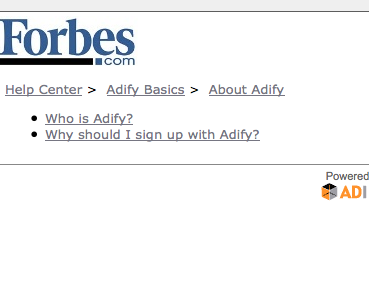 Forbes
.com
Help Center > Adify Basics > About Adify
• Who is Adify?
• Why should I sign up with Adify?
Powered
ADI